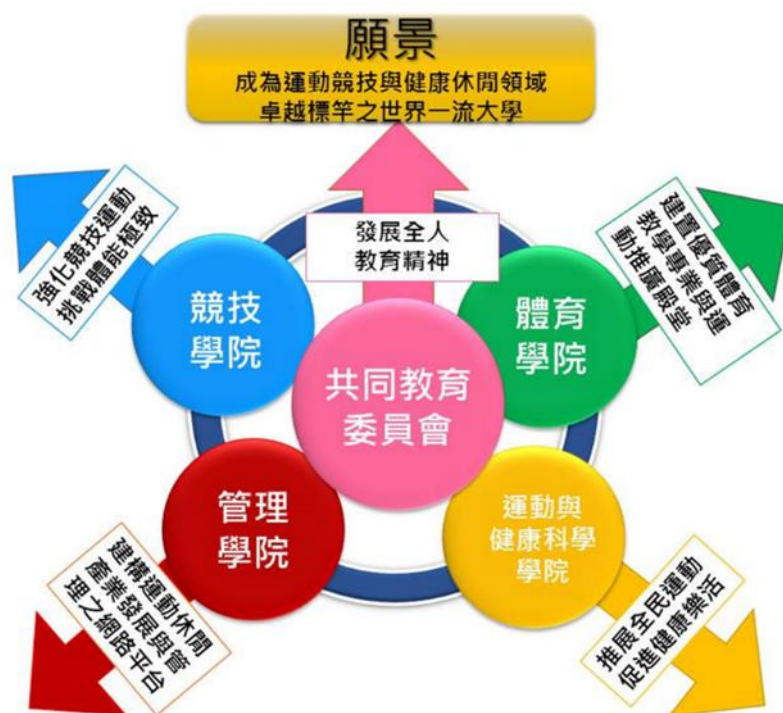 願景
成為運動競技與健康休閒領域
卓越標竿之世界一流大學
發展全人
教育精神
強化競技運動
挑戰體能極致
建置優質體育
教學專業與運
動推廣殿堂
競技
學院
體育
學院
共同教育
委員會
管理
學院
運動與
健康科學
學院
建構運動休閒
產業發展與管
理之網路平台
推展全民運動
促進健康樂活